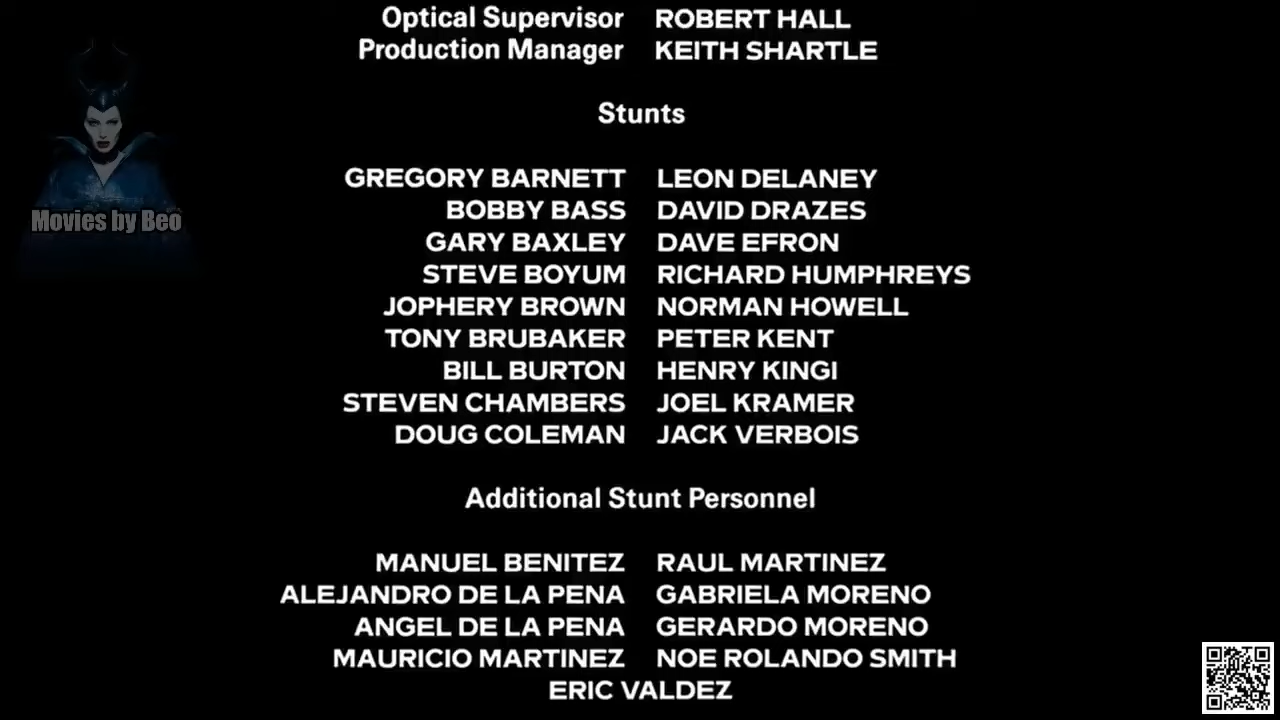 Optical Supervisor ROBERT HALL
Production Manager KEITH SHARTLE
Stunts
GREGORY BARNETT LEON DELANEY
BOBBY BASS DAVID DRAZES
GARY BAXLEY DAVE EFRON
STEVE BOYUM RICHARD HUMPHREYS
JOPHERY BROWN NORMAN HOWELL
TONY BRUBAKER PETER KENT
BILL BURTON HENRY KINGI
STEVEN CHAMBERS JOEL KRAMER
DOUG COLEMAN JACK VERBOIS
Additional Stunt Personnel
MANUEL BENITEZ RAUL MARTINEZ
ALEJANDRO DE LA PENA GABRIELA MORENO
ANGEL DE LA PENA GERARDO MORENO
MAURICIO MARTINEZ NOE ROLANDO SMITH
ERIC VALDEZ
Movies by Beo